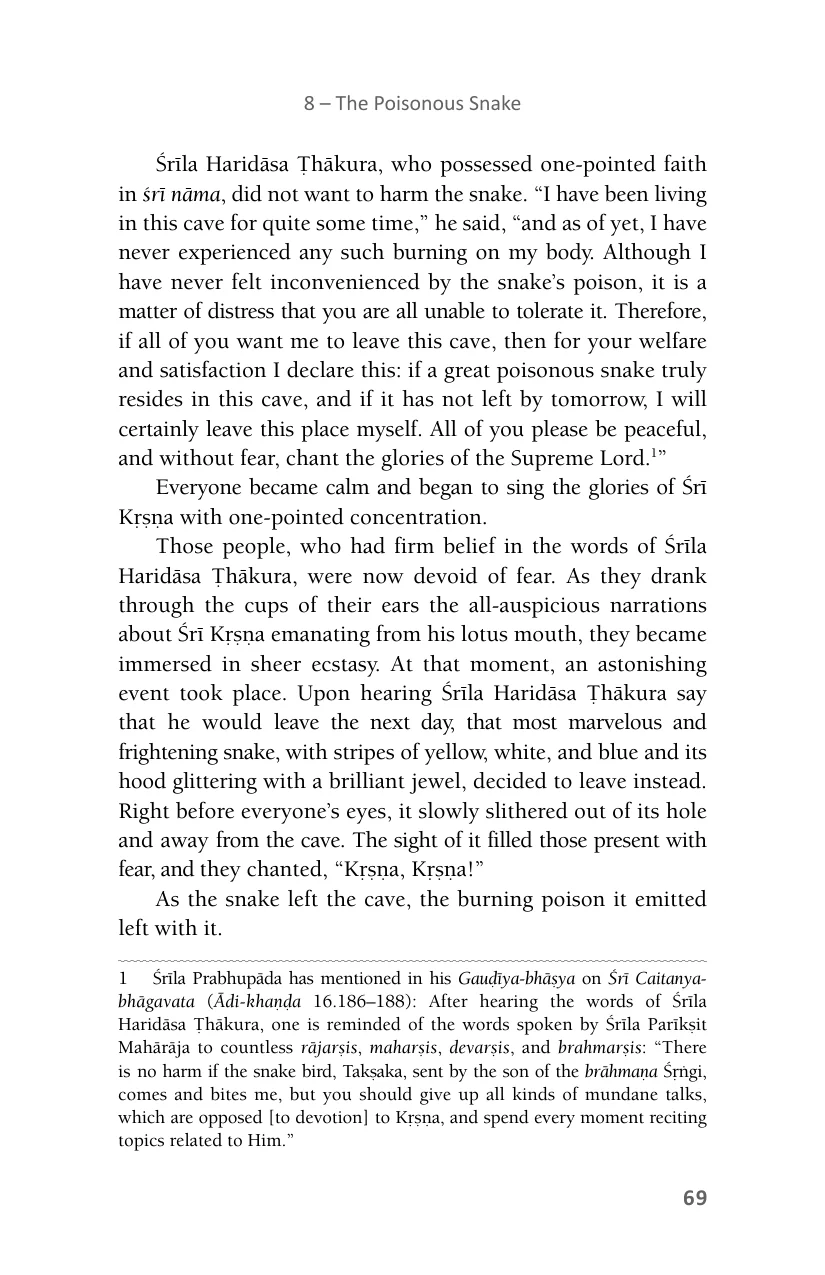 8 – The Poisonous Snake
Śrīla Haridāsa Ṭhākura, who possessed one-pointed faith
in śrī nāma, did not want to harm the snake. “I have been living
in this cave for quite some time,” he said, “and as of yet, I have
never experienced any such burning on my body. Although I
have never felt inconvenienced by the snake’s poison, it is a
matter of distress that you are all unable to tolerate it. Therefore,
if all of you want me to leave this cave, then for your welfare
and satisfaction I declare this: if a great poisonous snake truly
resides in this cave, and if it has not left by tomorrow, I will
certainly leave this place myself. All of you please be peaceful,
and without fear, chant the glories of the Supreme Lord.¹”
Everyone became calm and began to sing the glories of Śrī
Kṛṣṇa with one-pointed concentration.
Those people, who had firm belief in the words of Śrīla
Haridāsa Ṭhākura, were now devoid of fear. As they drank
through the cups of their ears the all-auspicious narrations
about Śrī Kṛṣṇa emanating from his lotus mouth, they became
immersed in sheer ecstasy. At that moment, an astonishing
event took place. Upon hearing Śrīla Haridāsa Ṭhākura say
that he would leave the next day, that most marvelous and
frightening snake, with stripes of yellow, white, and blue and its
hood glittering with a brilliant jewel, decided to leave instead.
Right before everyone’s eyes, it slowly slithered out of its hole
and away from the cave. The sight of it filled those present with
fear, and they chanted, “Kṛṣṇa, Kṛṣṇa!”
As the snake left the cave, the burning poison it emitted
left with it.
1 Śrīla Prabhupāda has mentioned in his Gauḍīya-bhāṣya on Śrī Caitanya-
bhāgavata (Ādi-khaṇḍa 16.186–188): After hearing the words of Śrīla
Haridāsa Ṭhākura, one is reminded of the words spoken by Śrīla Parīkṣit
Mahārāja to countless rājarṣis, maharṣis, devarṣis, and brahmarṣis: “There
is no harm if the snake bird, Takṣaka, sent by the son of the brāhmaṇa Śṛṅgi,
comes and bites me, but you should give up all kinds of mundane talks,
which are opposed [to devotion] to Kṛṣṇa, and spend every moment reciting
topics related to Him.”
69